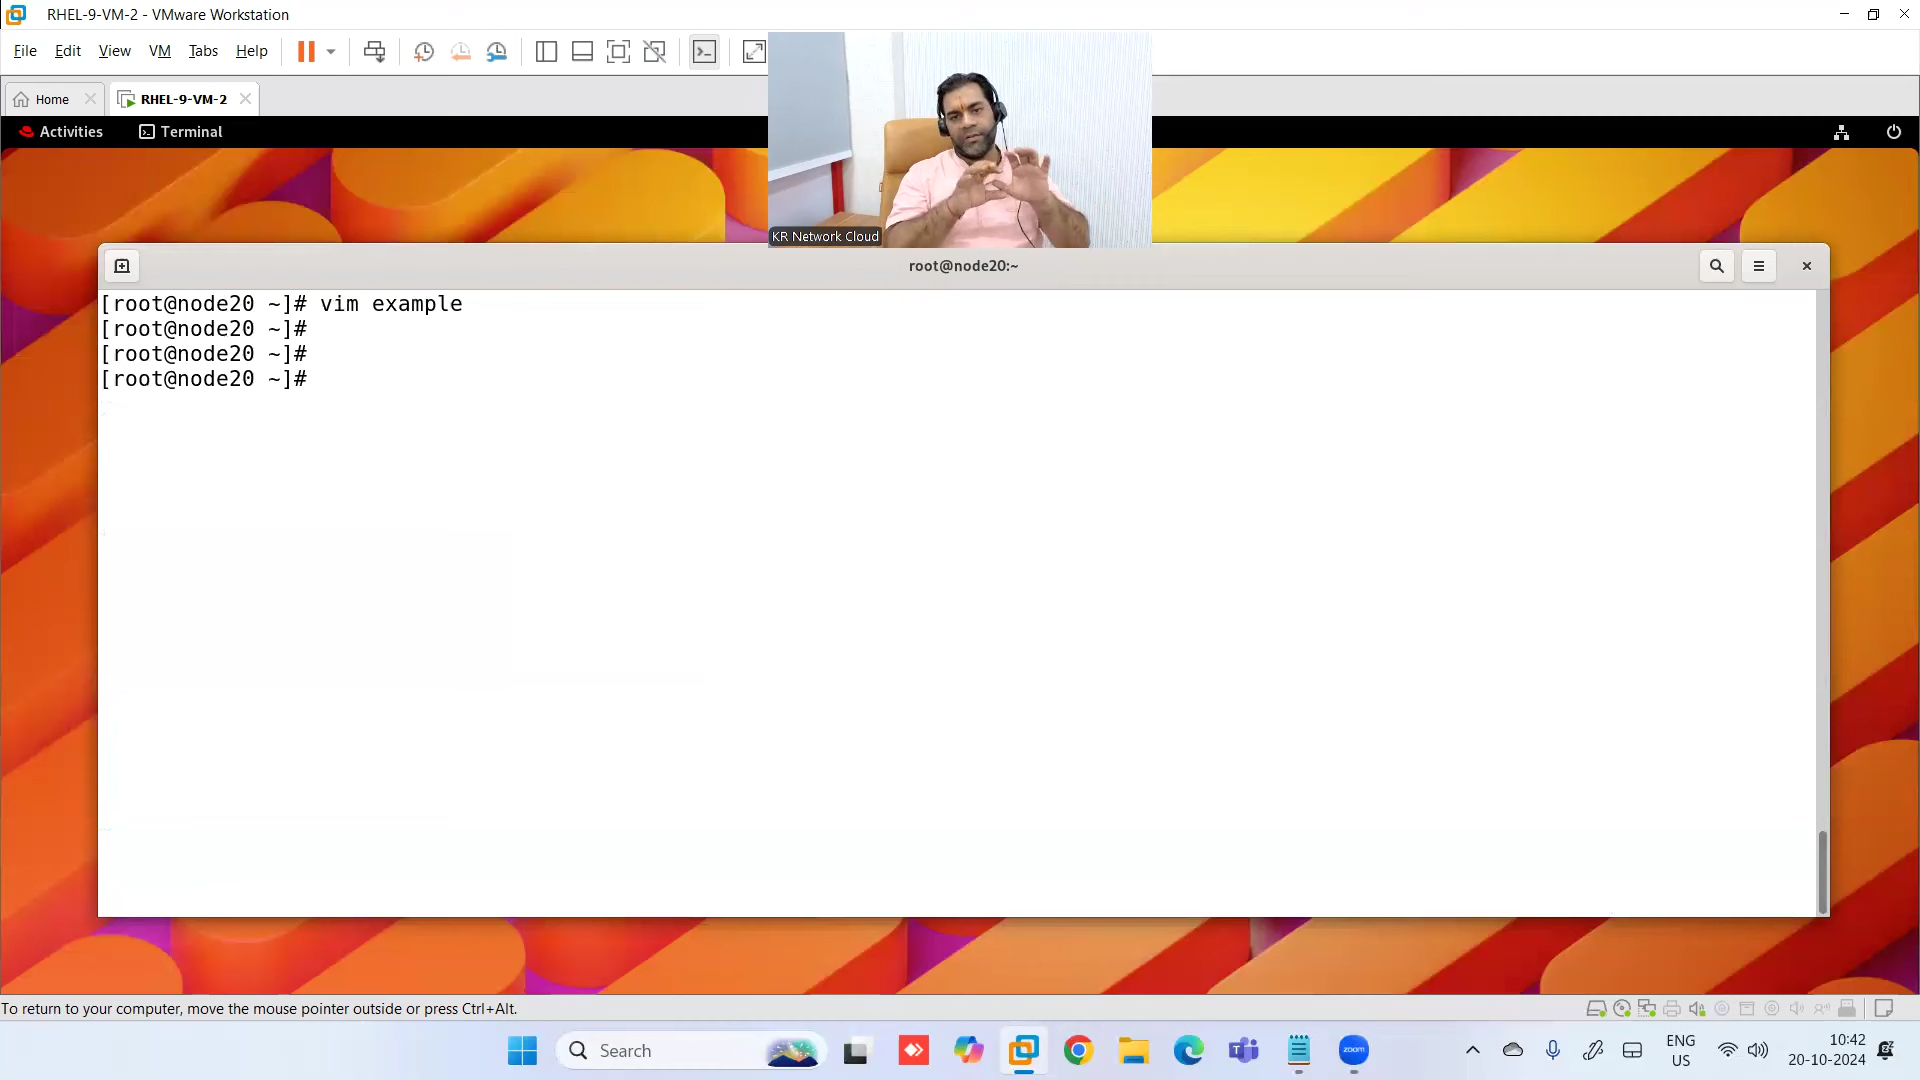 RHEL-9-VM-2 - VMware Workstation
File Edit View VM Tabs Help
Home RHEL-9-VM-2
Activities Terminal
KR Network Cloud
root@node20:~
[root@node20 ~]# vim example
[root@node20 ~]#
[root@node20 ~]#
[root@node20 ~]#
To return to your computer, move the mouse pointer outside or press Ctrl+Alt.
Search
zoom
ENG
US
10:42
20-10-2024